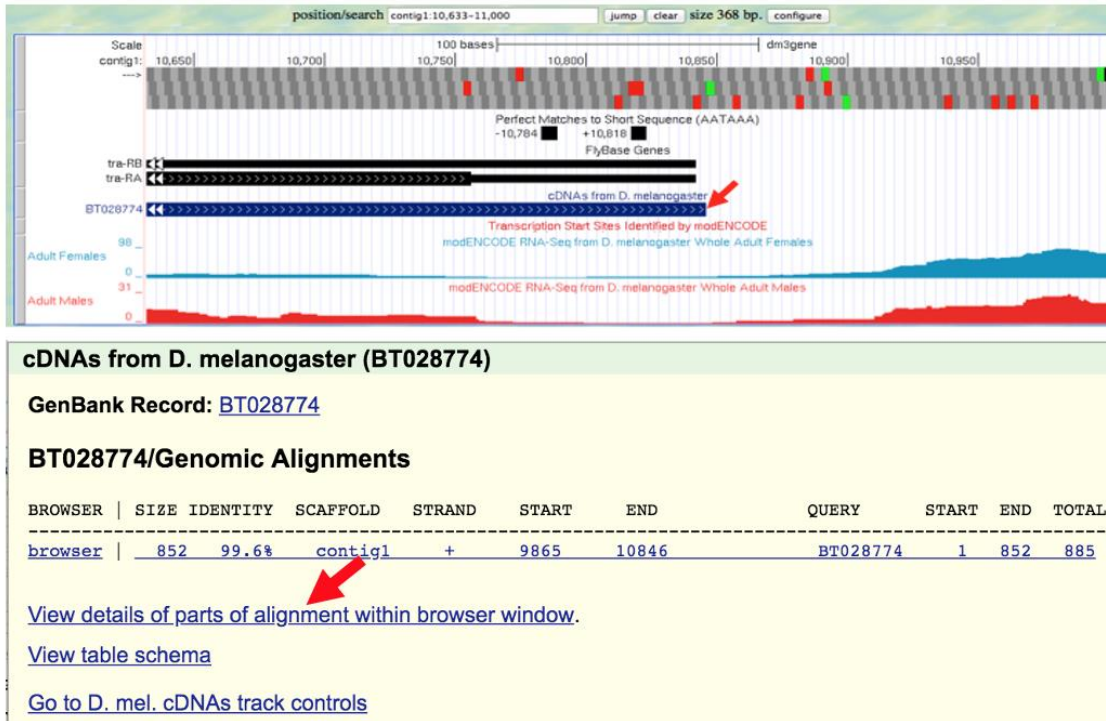 position/search contig1:10,633-11,000 jump clear size 368 bp. configure
Scale 100 bases dm3gene
contig1: 10,650 10,700 10,750 10,800 10,850 10,900 10,950
--->
Perfect Matches to Short Sequence (AATAAA)
-10,784 +10,818
FlyBase Genes
tra-RB
tra-RA
cDNAs from D. melanogaster
BT028774
Transcription Start Sites Identified by modENCODE
modENCODE RNA-Seq from D. melanogaster Whole Adult Females
98 _
Adult Females
0 _
modENCODE RNA-Seq from D. melanogaster Whole Adult Males
31 _
Adult Males
0 _
cDNAs from D. melanogaster (BT028774)
GenBank Record: BT028774
BT028774/Genomic Alignments
BROWSER | SIZE IDENTITY SCAFFOLD STRAND START END QUERY START END TOTAL
browser | 852 99.6% contig1 + 9865 10846 BT028774 1 852 885
View details of parts of alignment within browser window.
View table schema
Go to D. mel. cDNAs track controls